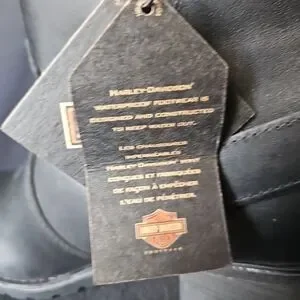 HARLEY-DAVIDSON®
WATERPROOF FOOTWEAR IS
DESIGNED AND CONSTRUCTED
TO KEEP WATER OUT.
LES CHAUSSURES
IMPERMÉABLES
HARLEY-DAVIDSON® SONT
CONÇUES ET FABRIQUÉES
DE FAÇON À EMPÊCHER
L'EAU DE PÉNÉTRER.
FOOTWEAR